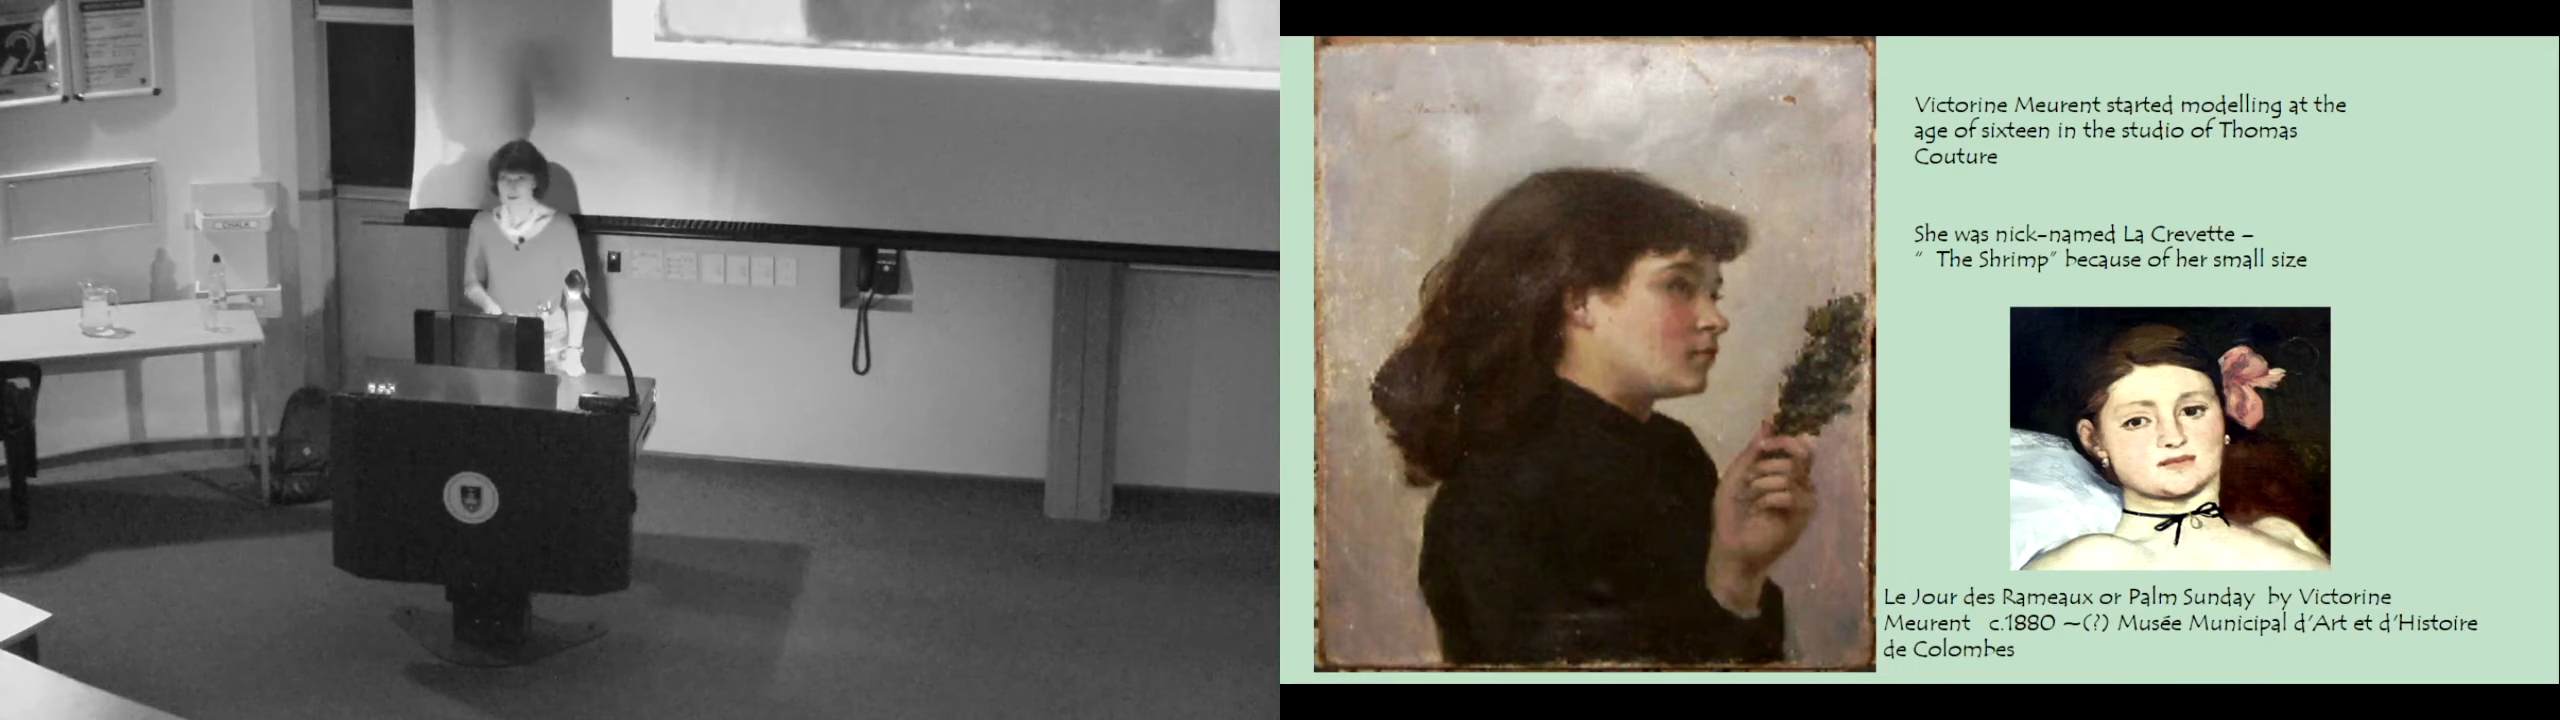 CHALK
Victorine Meurent started modelling at the
age of sixteen in the studio of Thomas
Couture
She was nick-named La Crevette –
“ The Shrimp” because of her small size
Le Jour des Rameaux or Palm Sunday by Victorine
Meurent c.1880 –(?) Musée Municipal d'Art et d'Histoire
de Colombes